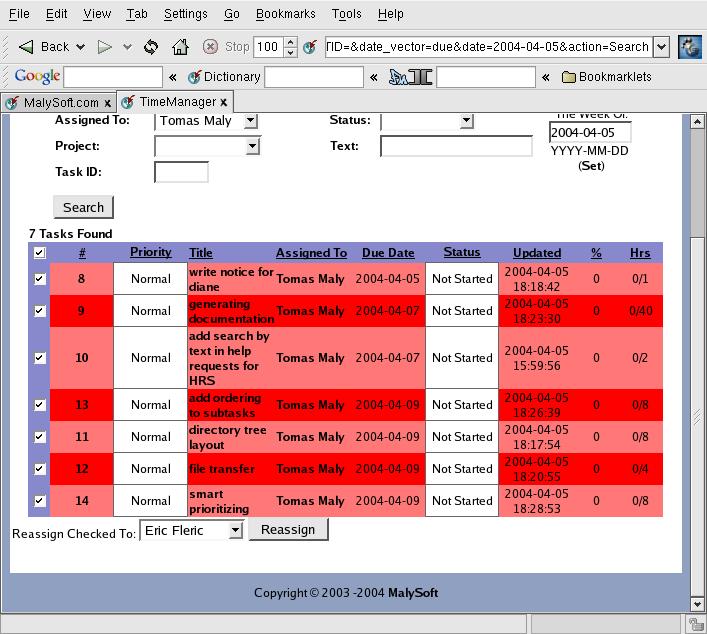 File Edit View Tab Settings Go Bookmarks Tools Help
Back Stop 100 TID=&date_vector=due&date=2004-04-05&action=Search
Google « Dictionary « « Bookmarklets
MalySoft.com x TimeManager x
Assigned To: Tomas Maly Status: The Week Of:
2004-04-05
Project: Text: YYYY-MM-DD
(Set)
Task ID:
Search
7 Tasks Found
# Priority Title Assigned To Due Date Status Updated % Hrs
8 Normal write notice for diane Tomas Maly 2004-04-05 Not Started 2004-04-05 18:18:42 0 0/1
9 Normal generating documentation Tomas Maly 2004-04-07 Not Started 2004-04-05 18:23:30 0 0/40
10 Normal add search by text in help requests for HRS Tomas Maly 2004-04-07 Not Started 2004-04-05 15:59:56 0 0/2
13 Normal add ordering to subtasks Tomas Maly 2004-04-09 Not Started 2004-04-05 18:26:39 0 0/8
11 Normal directory tree layout Tomas Maly 2004-04-09 Not Started 2004-04-05 18:17:54 0 0/8
12 Normal file transfer Tomas Maly 2004-04-09 Not Started 2004-04-05 18:20:55 0 0/4
14 Normal smart prioritizing Tomas Maly 2004-04-09 Not Started 2004-04-05 18:28:53 0 0/8
Reassign Checked To: Eric Fleric Reassign
Copyright © 2003 -2004 MalySoft